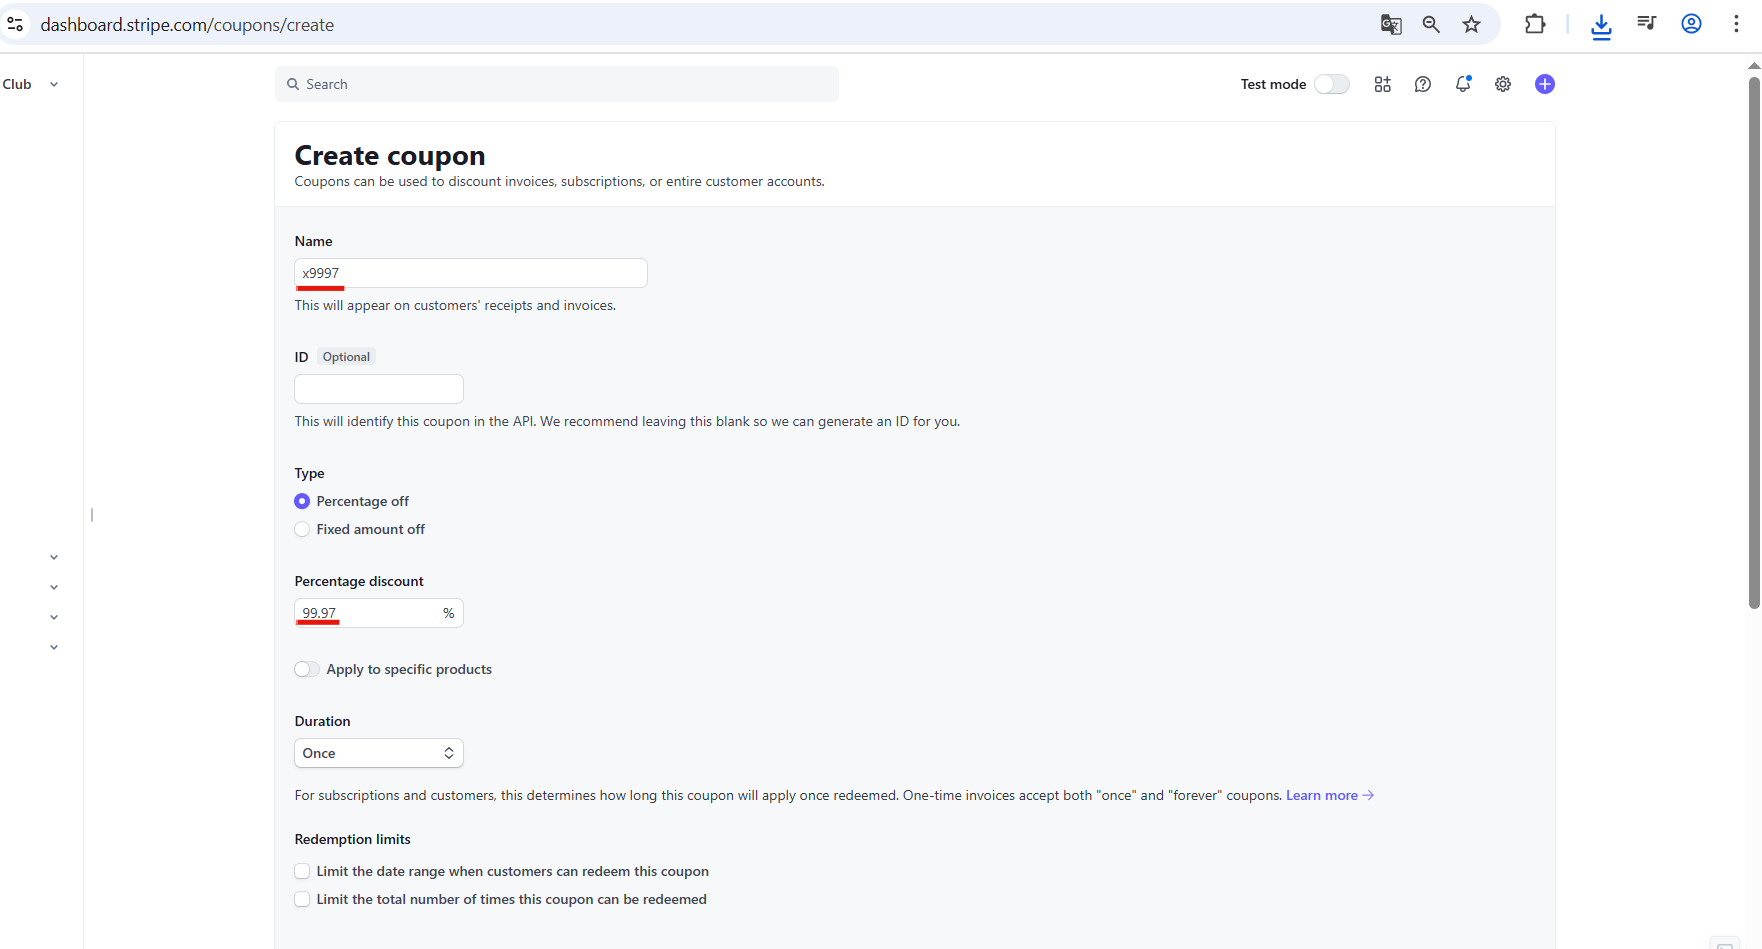 dashboard.stripe.com/coupons/create
Club
Search
Test mode
Create coupon
Coupons can be used to discount invoices, subscriptions, or entire customer accounts.
Name
x9997
This will appear on customers' receipts and invoices.
ID Optional
This will identify this coupon in the API. We recommend leaving this blank so we can generate an ID for you.
Type
Percentage off
Fixed amount off
Percentage discount
99.97 %
Apply to specific products
Duration
Once
For subscriptions and customers, this determines how long this coupon will apply once redeemed. One-time invoices accept both "once" and "forever" coupons. Learn more →
Redemption limits
Limit the date range when customers can redeem this coupon
Limit the total number of times this coupon can be redeemed